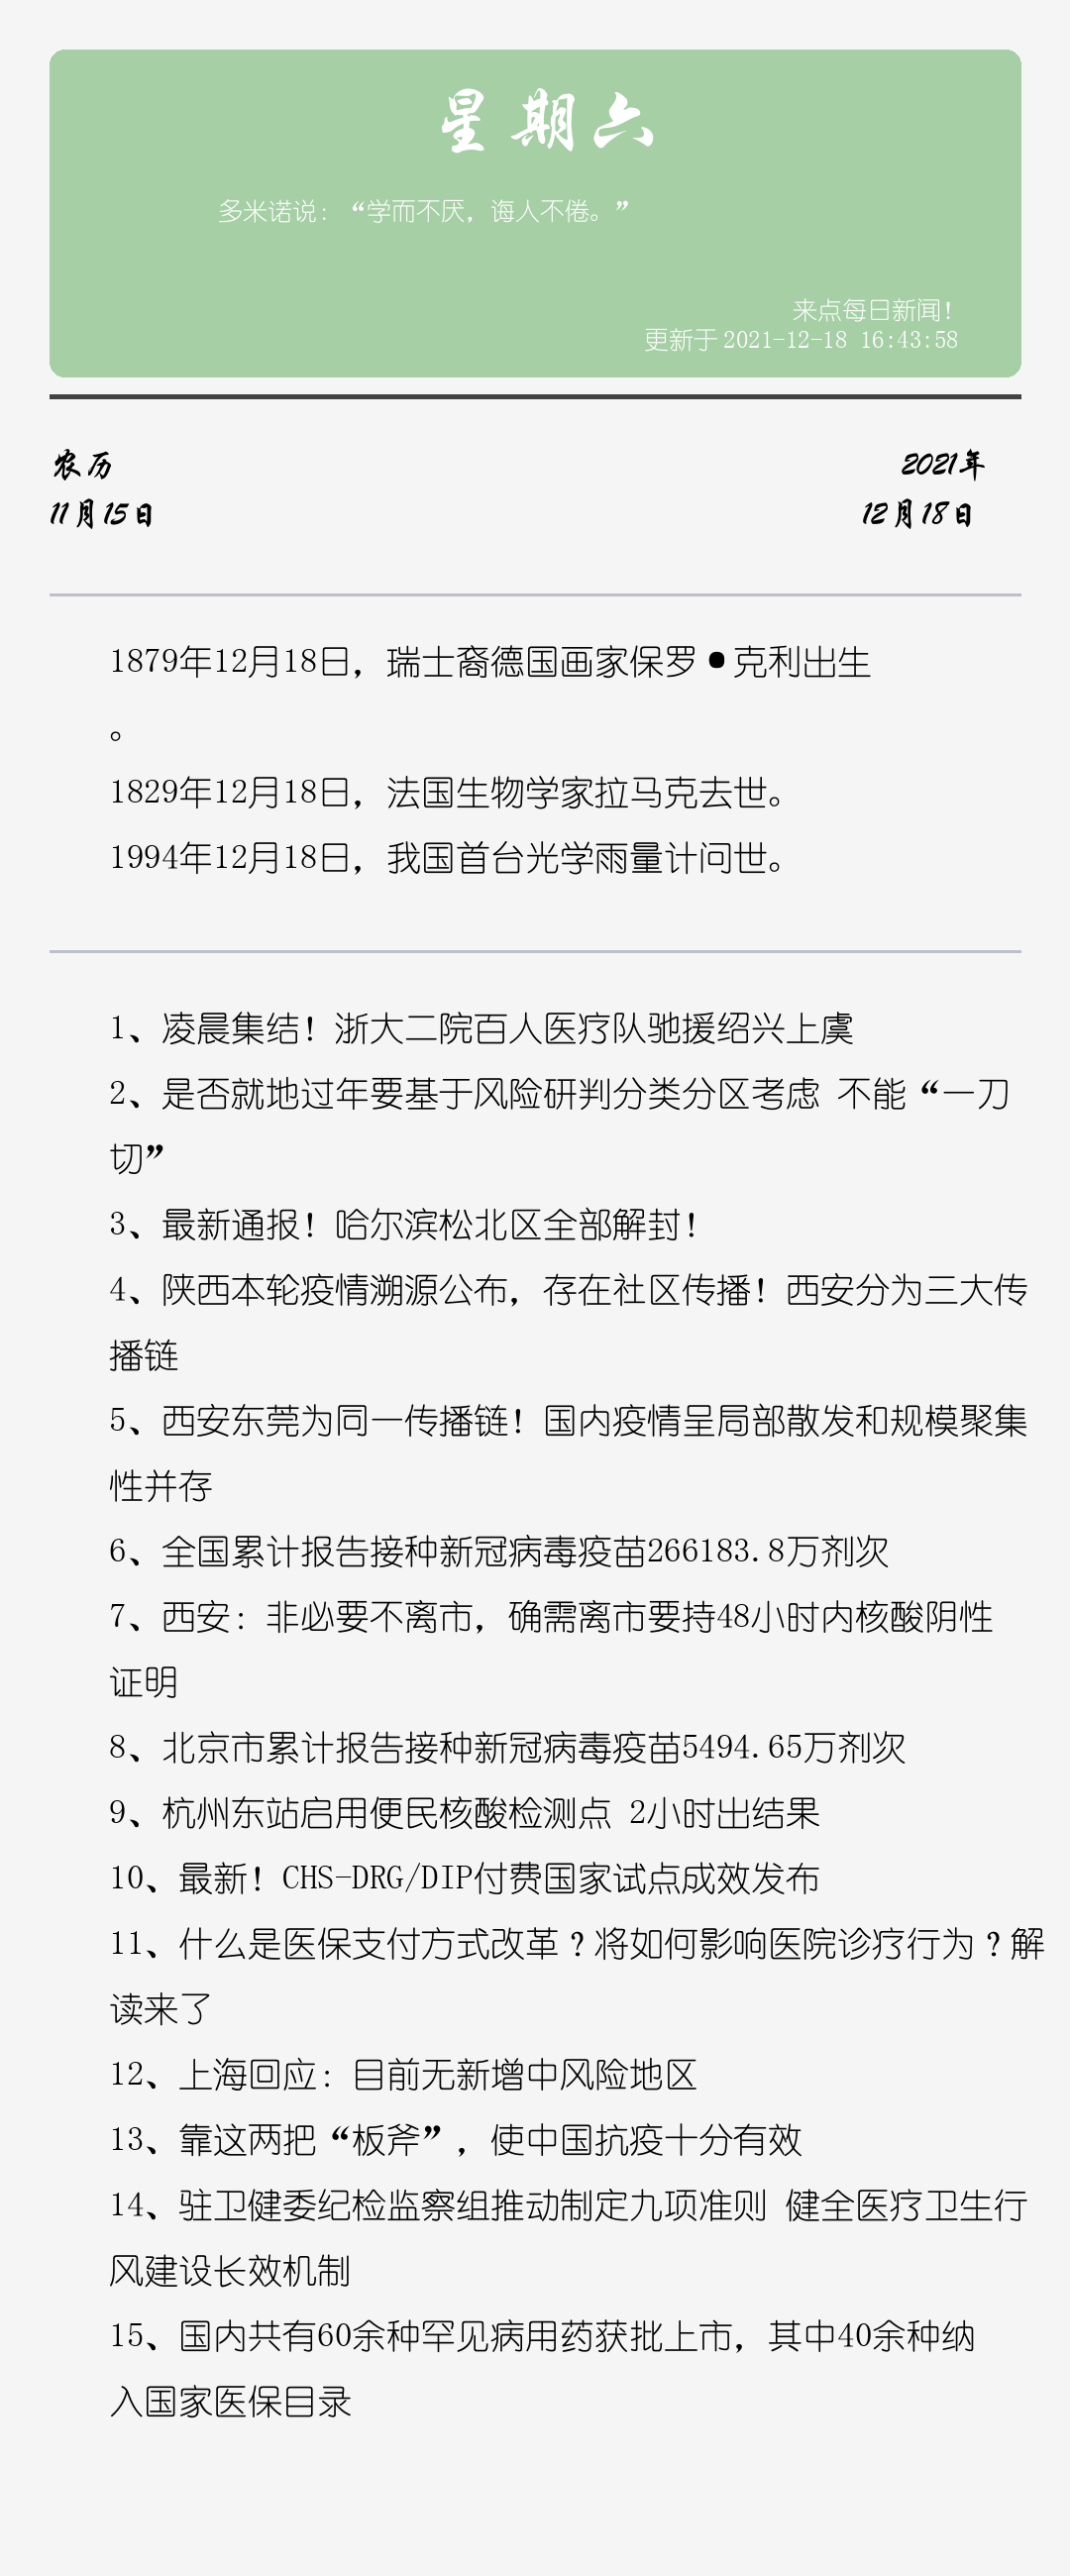 星期六
多米诺说：“学而不厌，诲人不倦。”
来点每日新闻！
更新于 2021-12-18 16:43:58
农历
2021年
11月15日
12月18日
1879年12月18日，瑞士裔德国画家保罗•克利出生
。
1829年12月18日，法国生物学家拉马克去世。
1994年12月18日，我国首台光学雨量计问世。
1、凌晨集结！浙大二院百人医疗队驰援绍兴上虞
2、是否就地过年要基于风险研判分类分区考虑 不能“一刀
切”
3、最新通报！哈尔滨松北区全部解封！
4、陕西本轮疫情溯源公布，存在社区传播！西安分为三大传
播链
5、西安东莞为同一传播链！国内疫情呈局部散发和规模聚集
性并存
6、全国累计报告接种新冠病毒疫苗266183.8万剂次
7、西安：非必要不离市，确需离市要持48小时内核酸阴性
证明
8、北京市累计报告接种新冠病毒疫苗5494.65万剂次
9、杭州东站启用便民核酸检测点 2小时出结果
10、最新！CHS-DRG/DIP付费国家试点成效发布
11、什么是医保支付方式改革？将如何影响医院诊疗行为？解
读来了
12、上海回应：目前无新增中风险地区
13、靠这两把“板斧”，使中国抗疫十分有效
14、驻卫健委纪检监察组推动制定九项准则 健全医疗卫生行
风建设长效机制
15、国内共有60余种罕见病用药获批上市，其中40余种纳
入国家医保目录